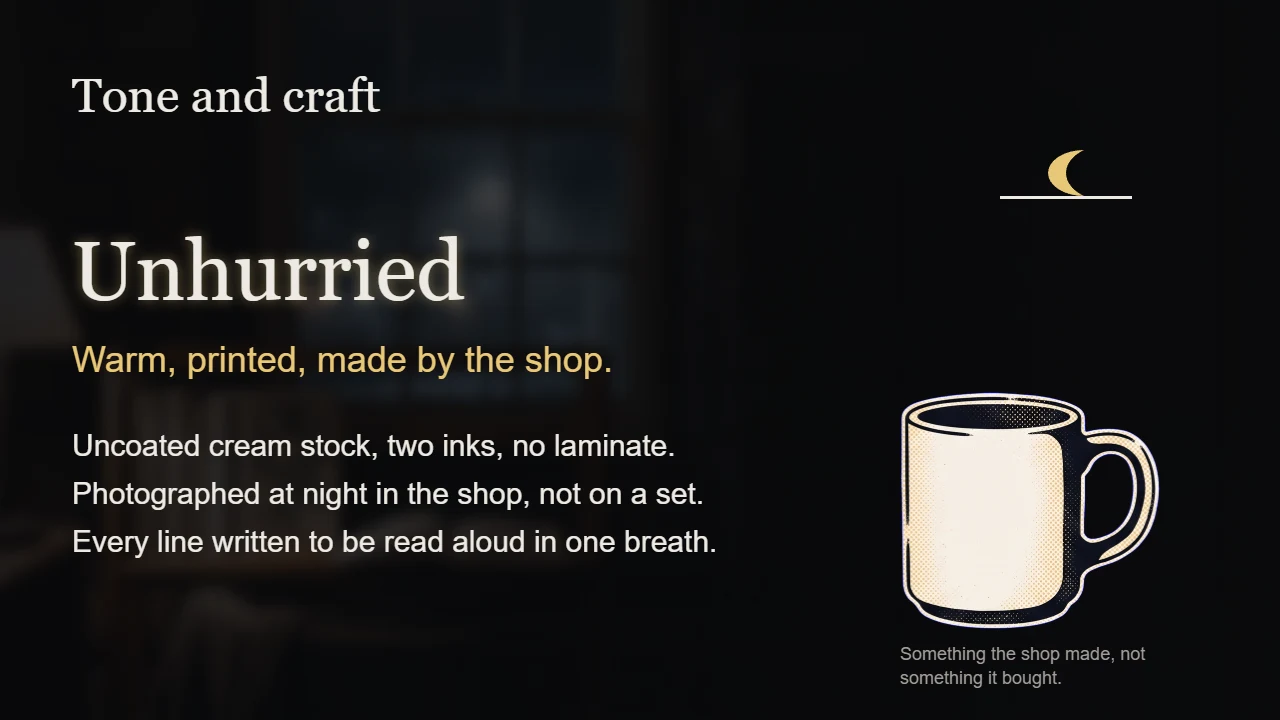 Tone and craft
Unhurried
Warm, printed, made by the shop.
Uncoated cream stock, two inks, no laminate.
Photographed at night in the shop, not on a set.
Every line written to be read aloud in one breath.
Something the shop made, not
something it bought.